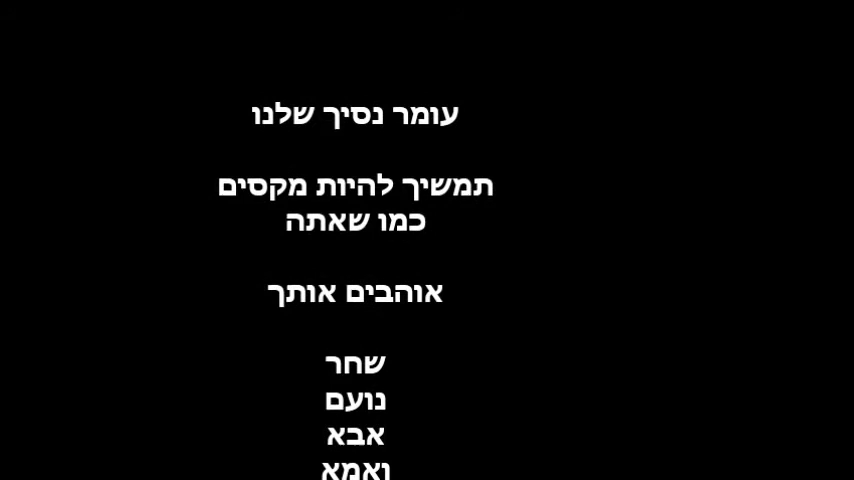 עומר נסיך שלנו
תמשיך להיות מקסים
כמו שאתה
אוהבים אותך
שחר
נועם
אבא
ואמא